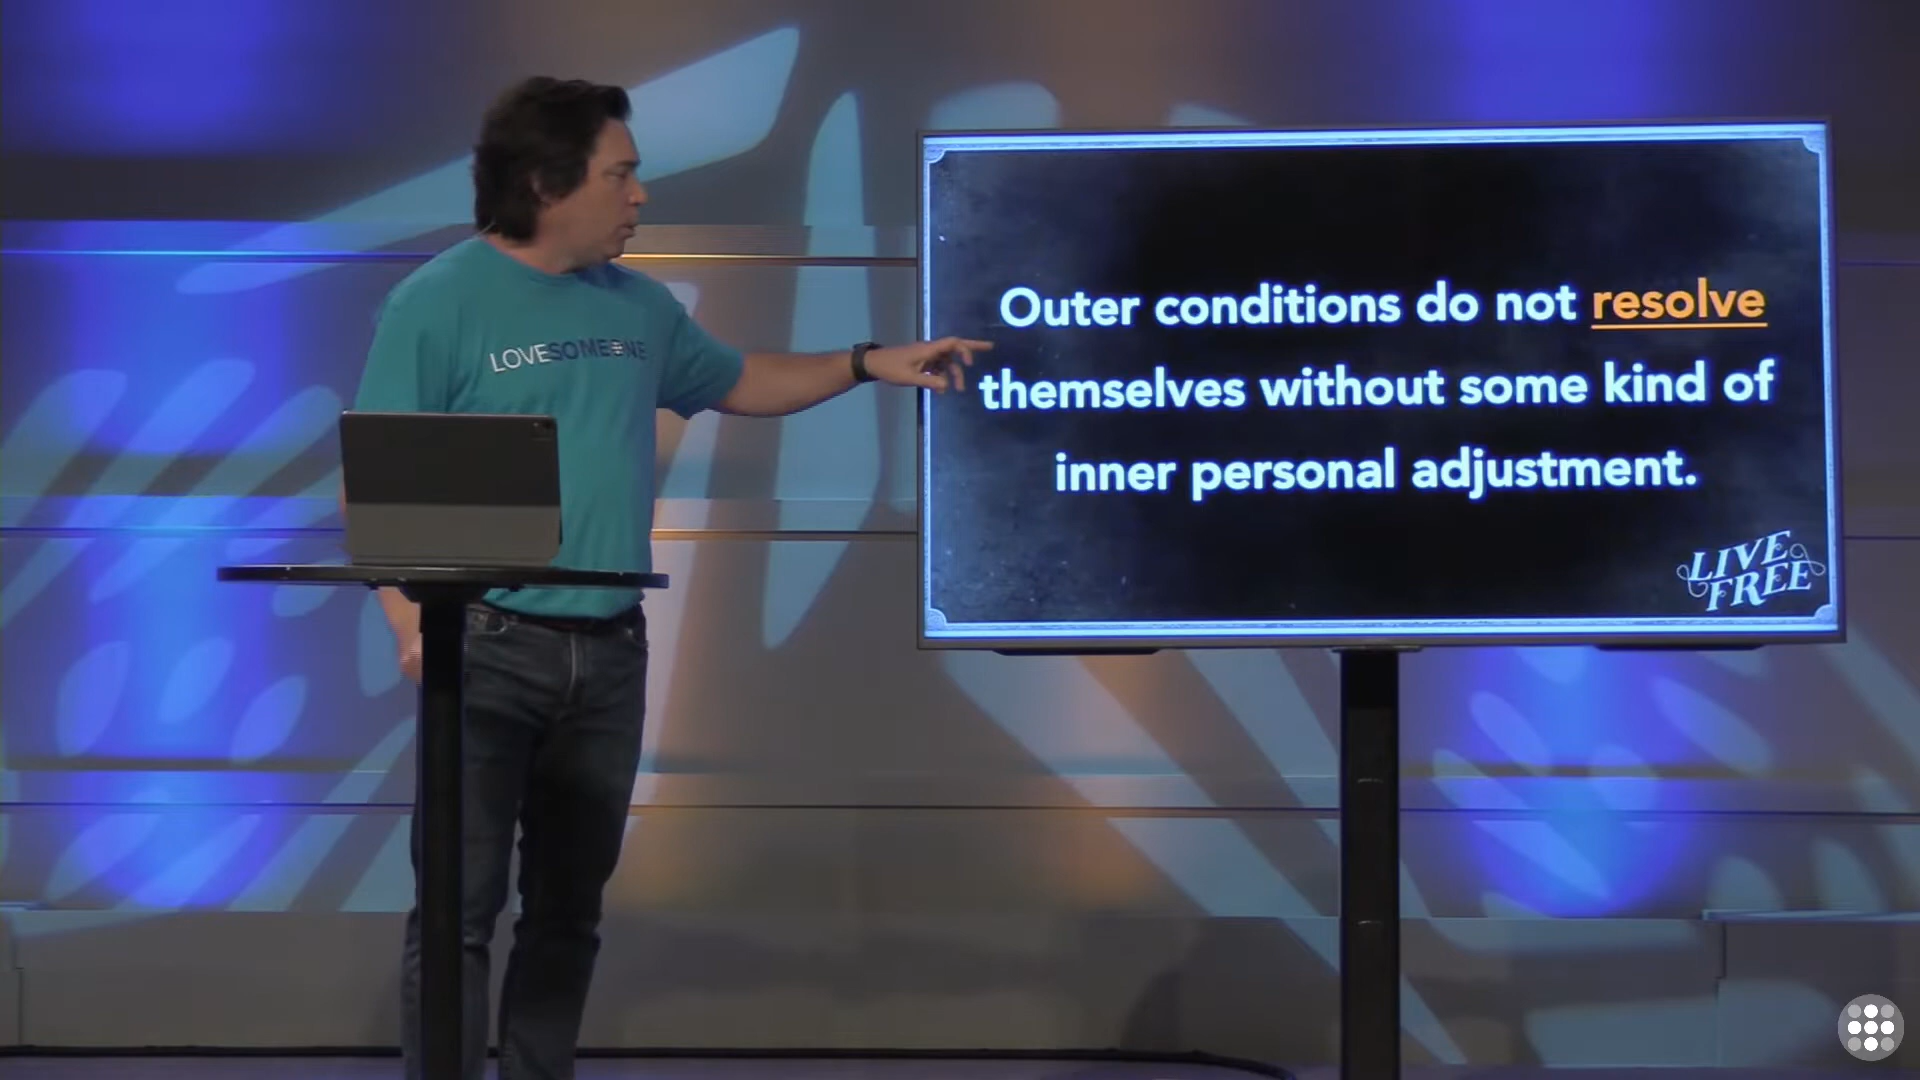 LOVESOMEONE
Outer conditions do not resolve
themselves without some kind of
inner personal adjustment.
LIVE
FREE